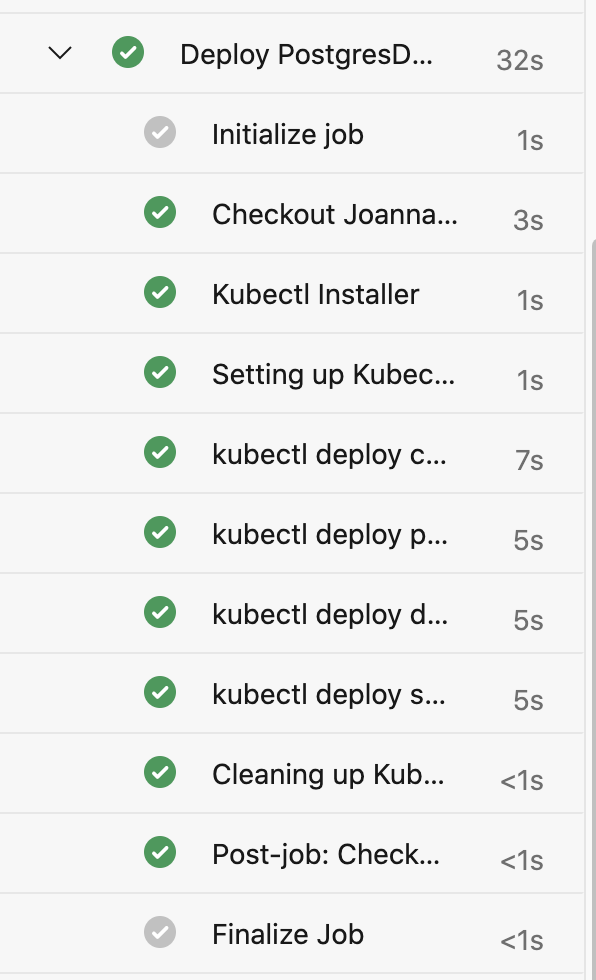 Deploy PostgresD... 32s
Initialize job 1s
Checkout Joanna... 3s
Kubectl Installer 1s
Setting up Kubec... 1s
kubectl deploy c... 7s
kubectl deploy p... 5s
kubectl deploy d... 5s
kubectl deploy s... 5s
Cleaning up Kub... <1s
Post-job: Check... <1s
Finalize Job <1s